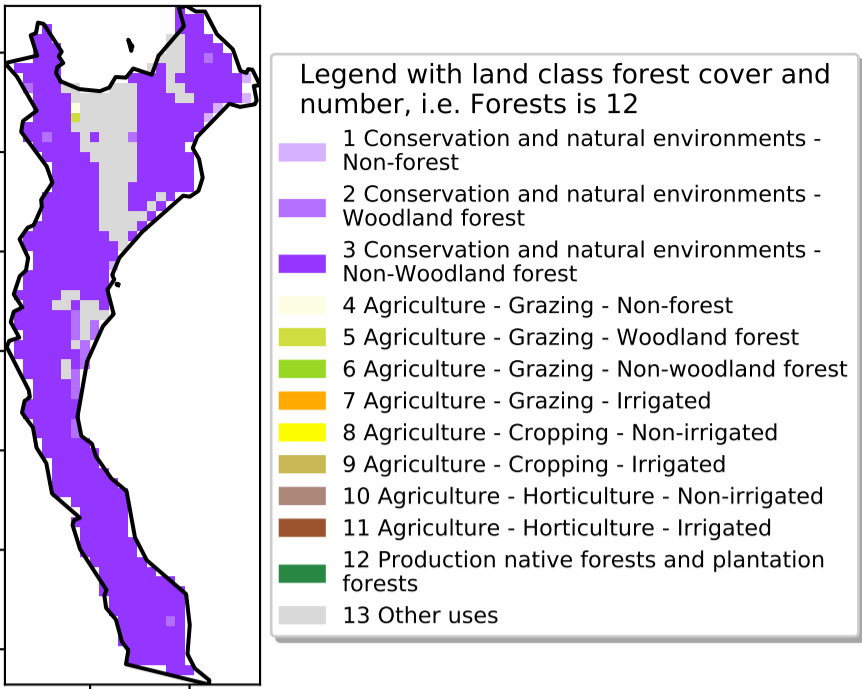 Legend with land class forest cover and
number, i.e. Forests is 12
1 Conservation and natural environments -
Non-forest
2 Conservation and natural environments -
Woodland forest
3 Conservation and natural environments -
Non-Woodland forest
4 Agriculture - Grazing - Non-forest
5 Agriculture - Grazing - Woodland forest
6 Agriculture - Grazing - Non-woodland forest
7 Agriculture - Grazing - Irrigated
8 Agriculture - Cropping - Non-irrigated
9 Agriculture - Cropping - Irrigated
10 Agriculture - Horticulture - Non-irrigated
11 Agriculture - Horticulture - Irrigated
12 Production native forests and plantation
forests
13 Other uses